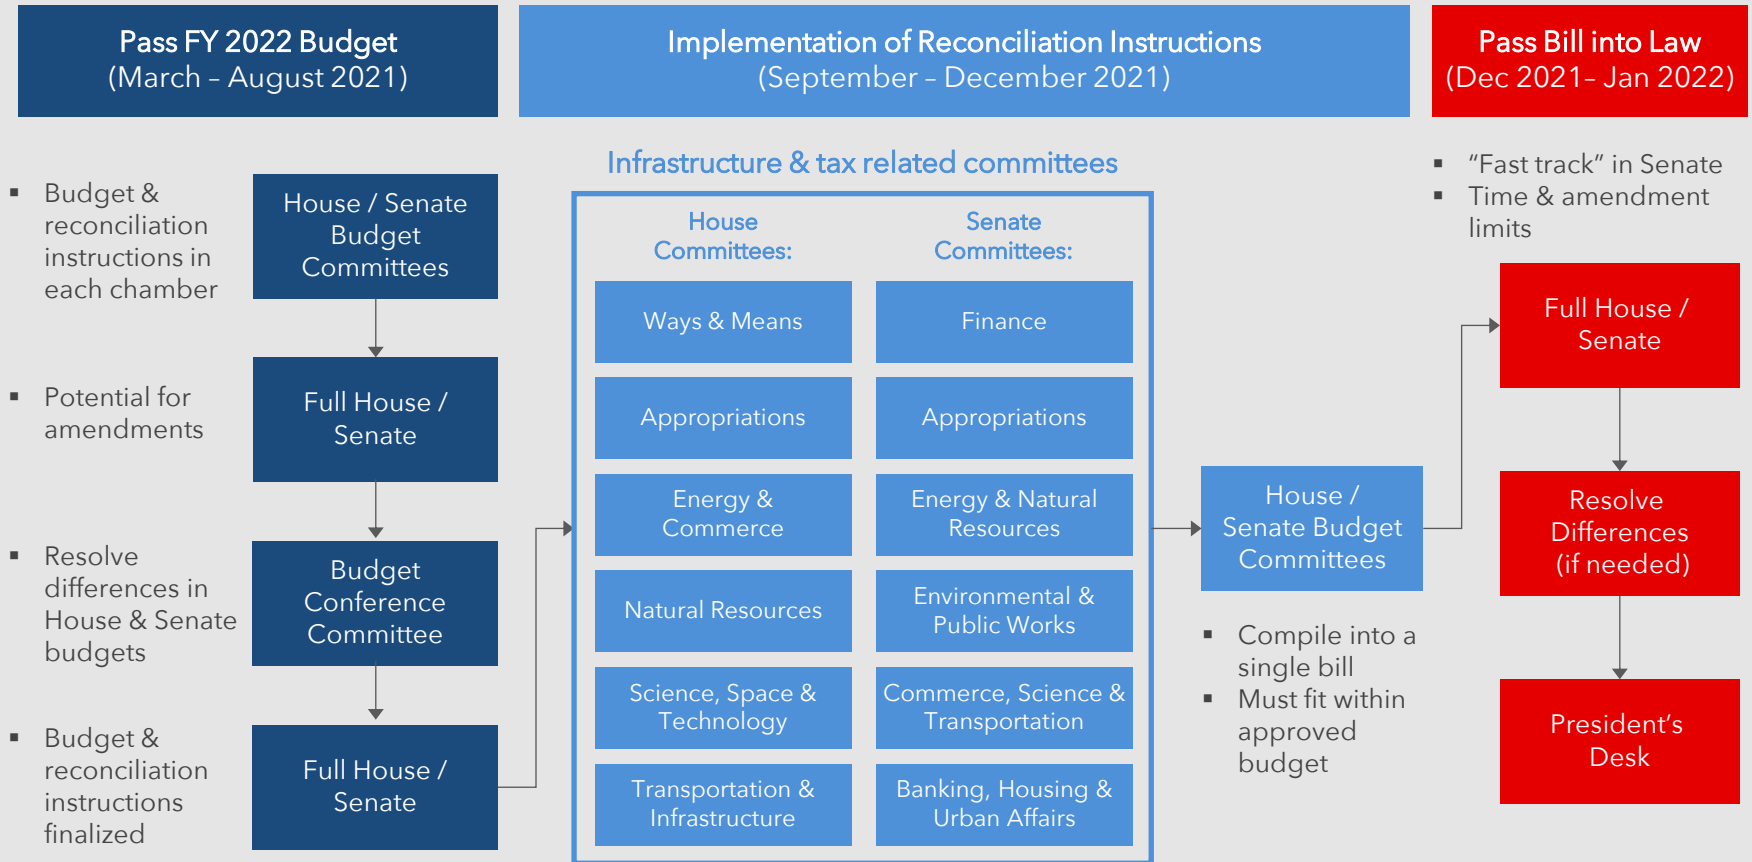 Pass FY 2022 Budget
(March – August 2021)
Implementation of Reconciliation Instructions
(September – December 2021)
Pass Bill into Law
(Dec 2021– Jan 2022)
▪ Budget &
reconciliation
instructions in
each chamber
House / Senate
Budget
Committees
▪ Potential for
amendments
Full House /
Senate
▪ Resolve
differences in
House & Senate
budgets
Budget
Conference
Committee
▪ Budget &
reconciliation
instructions
finalized
Full House /
Senate
Infrastructure & tax related committees
House
Committees:
Ways & Means
Appropriations
Energy &
Commerce
Natural Resources
Science, Space &
Technology
Transportation &
Infrastructure
Senate
Committees:
Finance
Appropriations
Energy & Natural
Resources
Environmental &
Public Works
Commerce, Science &
Transportation
Banking, Housing &
Urban Affairs
House /
Senate Budget
Committees
▪ Compile into a
single bill
▪ Must fit within
approved
budget
▪ “Fast track” in Senate
▪ Time & amendment
limits
Full House /
Senate
Resolve
Differences
(if needed)
President’s
Desk